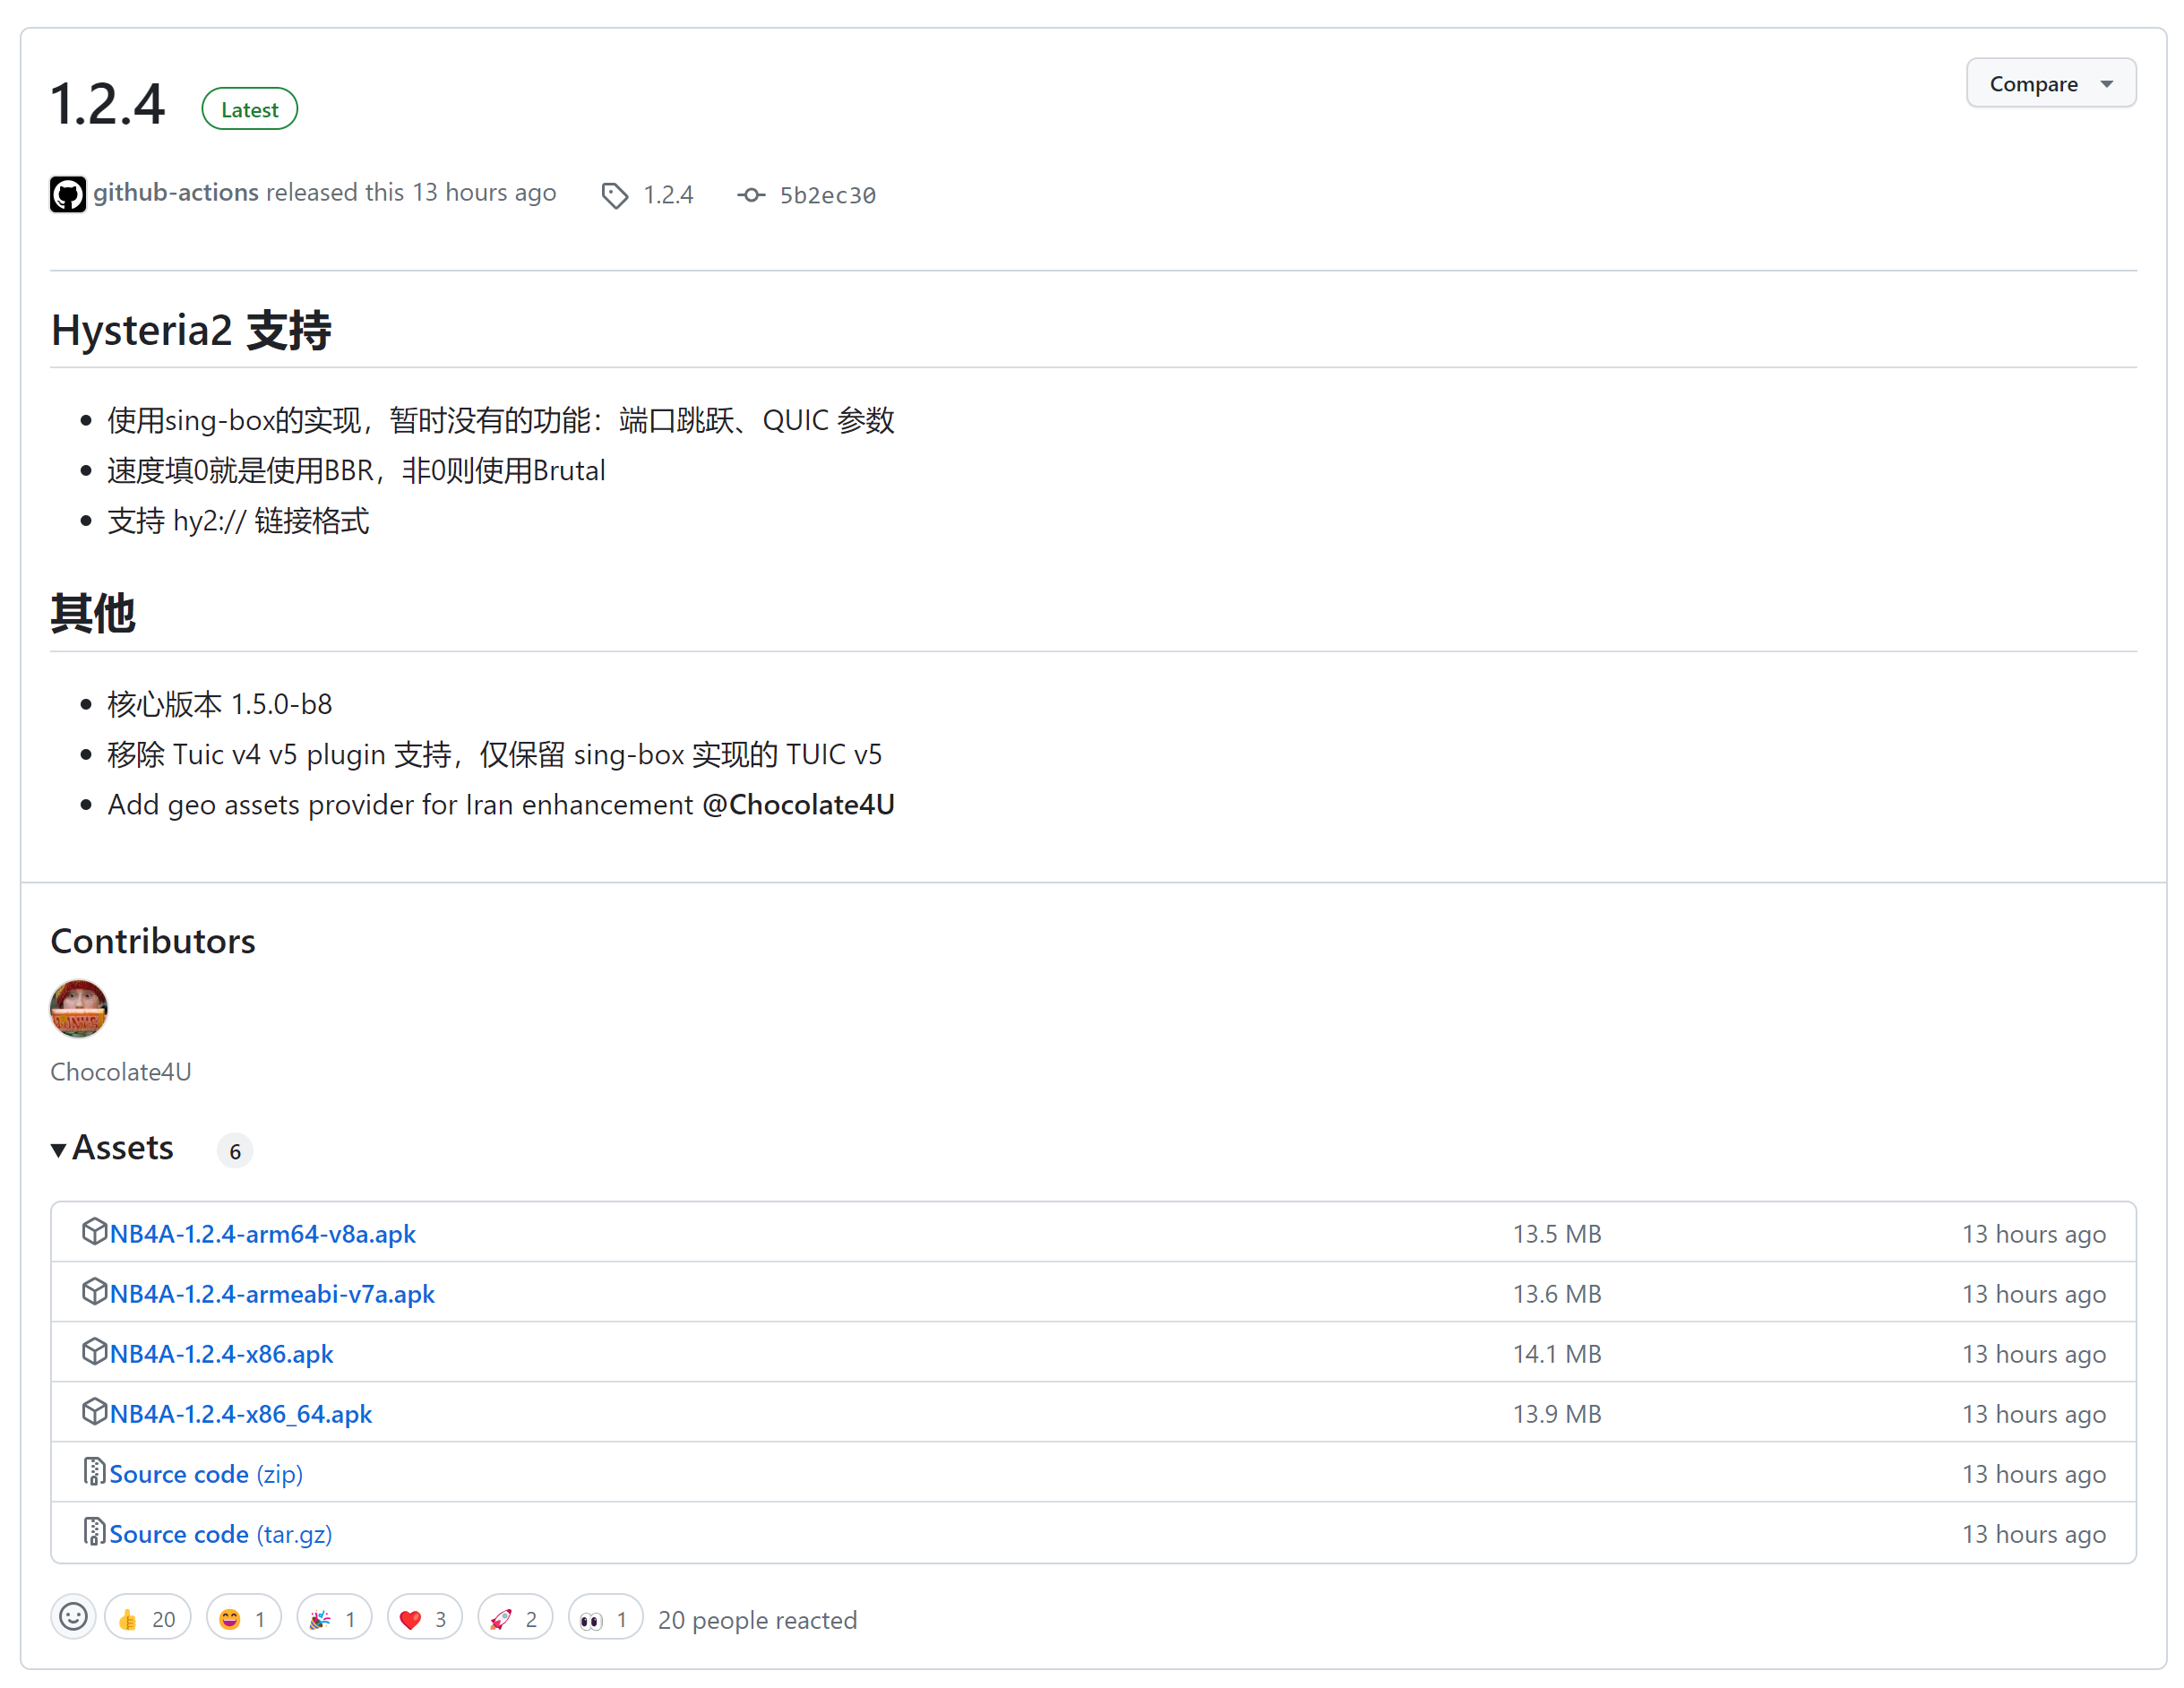 1.2.4 Latest Compare
github-actions released this 13 hours ago 1.2.4 5b2ec30
Hysteria2 支持
使用sing-box的实现，暂时没有的功能：端口跳跃、QUIC 参数
速度填0就是使用BBR，非0则使用Brutal
支持 hy2:// 链接格式
其他
核心版本 1.5.0-b8
移除 Tuic v4 v5 plugin 支持，仅保留 sing-box 实现的 TUIC v5
Add geo assets provider for Iran enhancement @Chocolate4U
Contributors
Chocolate4U
Assets 6
NB4A-1.2.4-arm64-v8a.apk 13.5 MB 13 hours ago
NB4A-1.2.4-armeabi-v7a.apk 13.6 MB 13 hours ago
NB4A-1.2.4-x86.apk 14.1 MB 13 hours ago
NB4A-1.2.4-x86_64.apk 13.9 MB 13 hours ago
Source code (zip) 13 hours ago
Source code (tar.gz) 13 hours ago
👍 20 😄 1 🎉 1 ❤️ 3 🚀 2 👀 1 20 people reacted